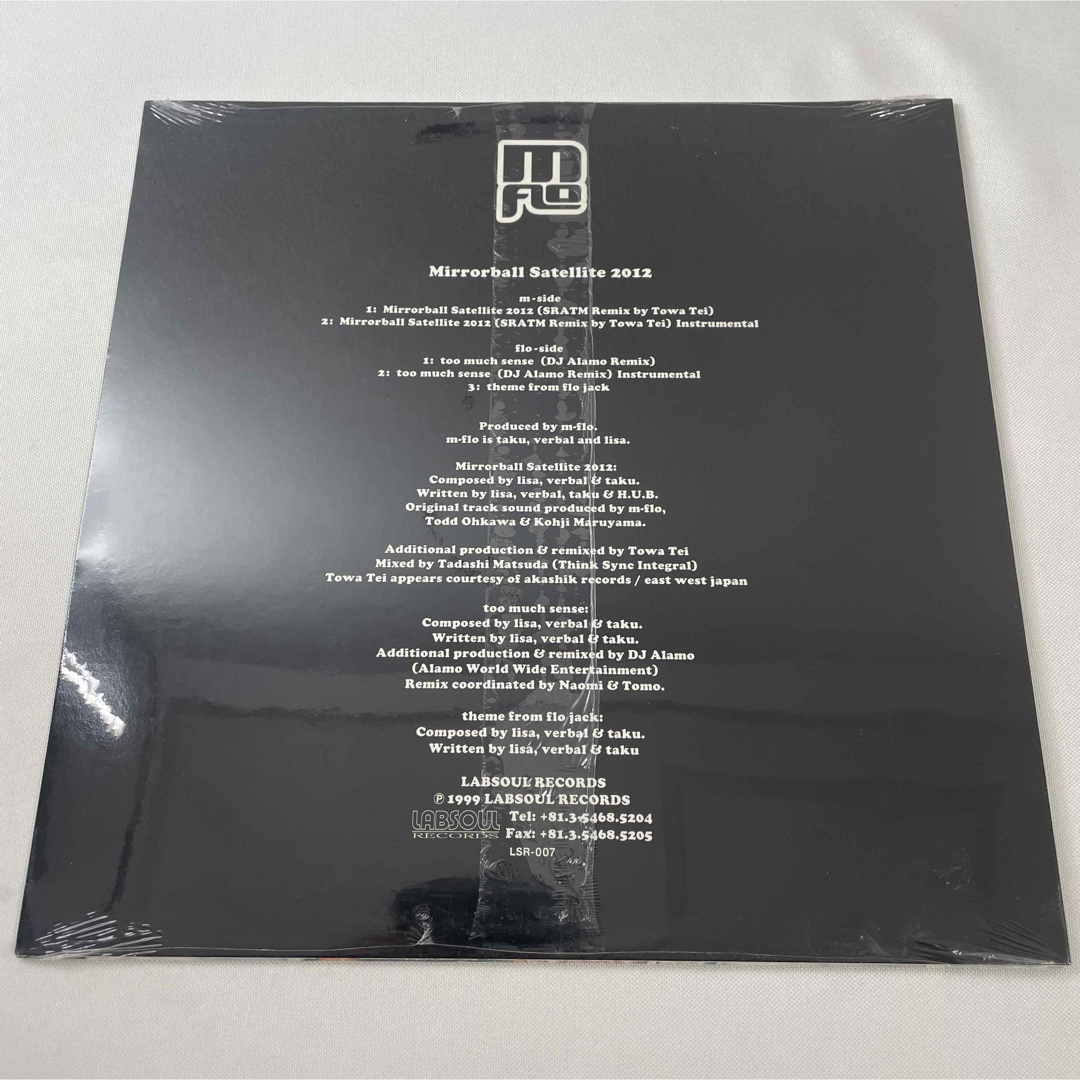 m
flo
Mirrorball Satellite 2012
m-side
1: Mirrorball Satellite 2012 (SRATM Remix by Towa Tei)
2: Mirrorball Satellite 2012 (SRATM Remix by Towa Tei) Instrumental
flo-side
1: too much sense (DJ Alamo Remix)
2: too much sense (DJ Alamo Remix) Instrumental
3: theme from flo jack
Produced by m-flo.
m-flo is taku, verbal and lisa.
Mirrorball Satellite 2012:
Composed by lisa, verbal & taku.
Written by lisa, verbal, taku & H.U.B.
Original track sound produced by m-flo,
Todd Ohkawa & Kohji Maruyama.
Additional production & remixed by Towa Tei
Mixed by Tadashi Matsuda (Think Sync Integral)
Towa Tei appears courtesy of akashik records / east west japan
too much sense:
Composed by lisa, verbal & taku.
Written by lisa, verbal & taku.
Additional production & remixed by DJ Alamo
(Alamo World Wide Entertainment)
Remix coordinated by Naomi & Tomo.
theme from flo jack:
Composed by lisa, verbal & taku.
Written by lisa, verbal & taku
LABSOUL RECORDS
℗ 1999 LABSOUL RECORDS
LABSOUL RECORDS
Tel: +81.3-5468.5204
Fax: +81.3.5468.5205
LSR-007